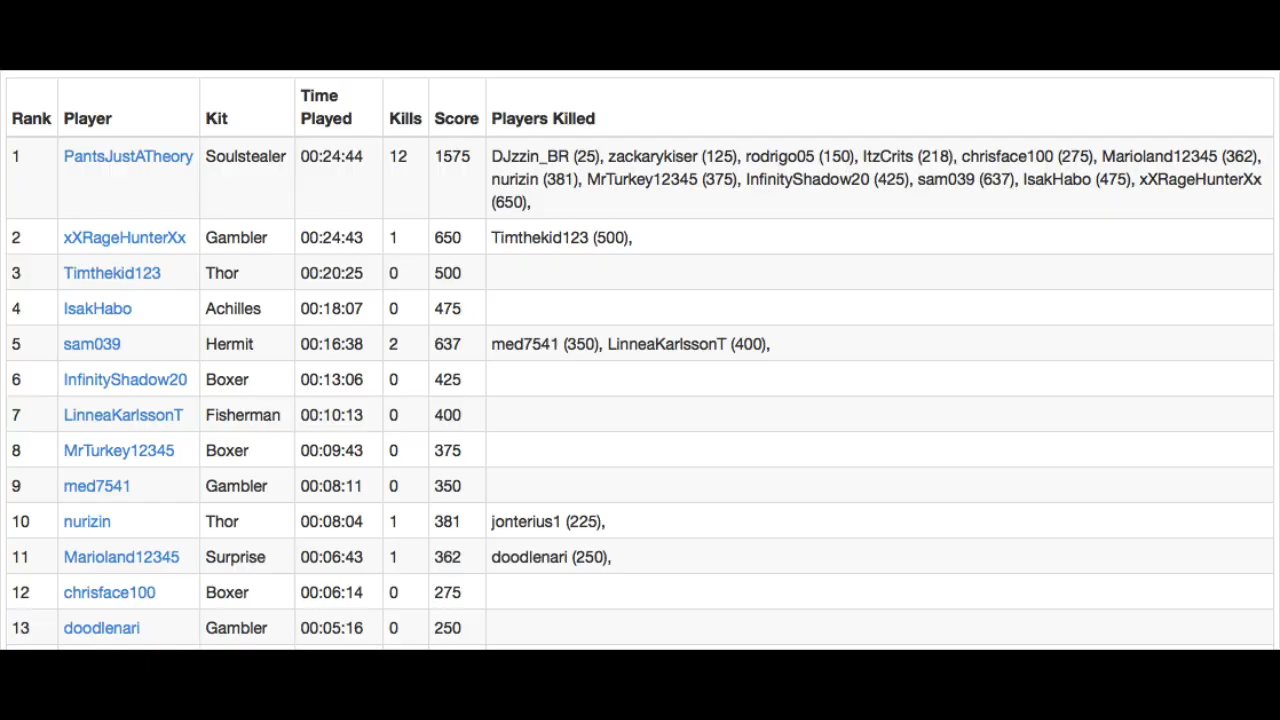 Rank Player Kit Time Played Kills Score Players Killed
1 PantsJustATheory Soulstealer 00:24:44 12 1575 DJzzin_BR (25), zackarykiser (125), rodrigo05 (150), ItzCrits (218), chrisface100 (275), Marioland12345 (362),
nurizin (381), MrTurkey12345 (375), InfinityShadow20 (425), sam039 (637), IsakHabo (475), xXRageHunterXx
(650),
2 xXRageHunterXx Gambler 00:24:43 1 650 Timthekid123 (500),
3 Timthekid123 Thor 00:20:25 0 500
4 IsakHabo Achilles 00:18:07 0 475
5 sam039 Hermit 00:16:38 2 637 med7541 (350), LinneaKarlssonT (400),
6 InfinityShadow20 Boxer 00:13:06 0 425
7 LinneaKarlssonT Fisherman 00:10:13 0 400
8 MrTurkey12345 Boxer 00:09:43 0 375
9 med7541 Gambler 00:08:11 0 350
10 nurizin Thor 00:08:04 1 381 jonterius1 (225),
11 Marioland12345 Surprise 00:06:43 1 362 doodlenari (250),
12 chrisface100 Boxer 00:06:14 0 275
13 doodlenari Gambler 00:05:16 0 250